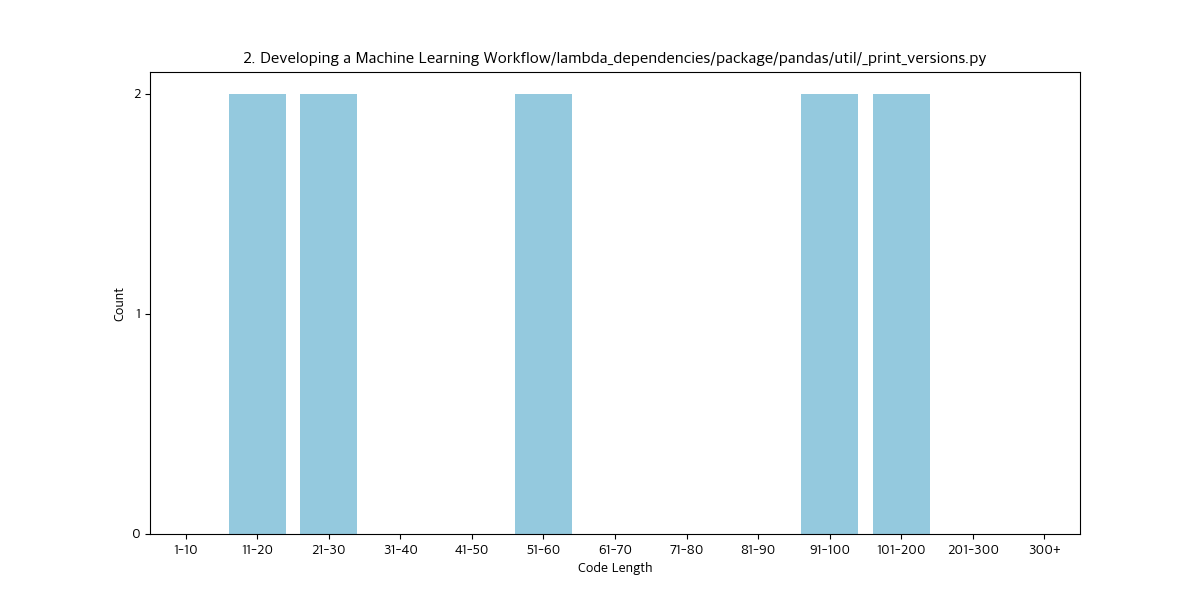 2. Developing a Machine Learning Workflow/lambda_dependencies/package/pandas/util/_print_versions.py
2
1
0
Count
1-10 11-20 21-30 31-40 41-50 51-60 61-70 71-80 81-90 91-100 101-200 201-300 300+
Code Length